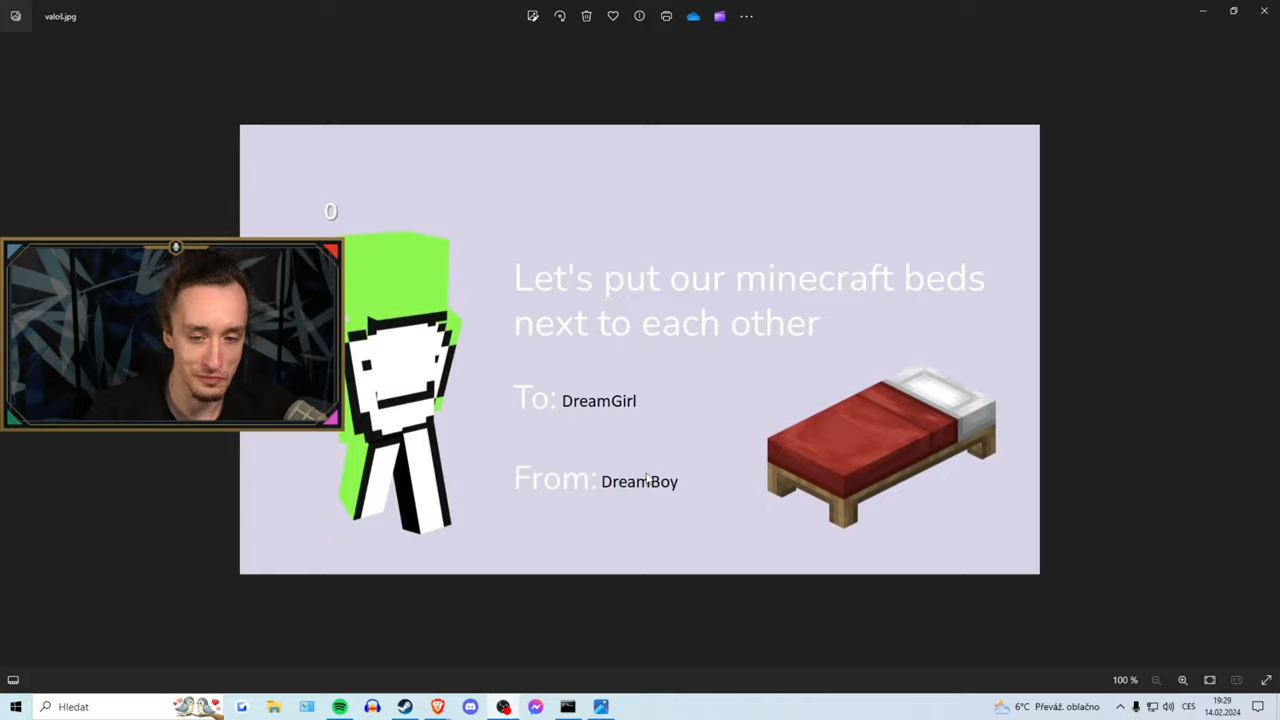 valoš.jpg
0
Let's put our minecraft beds
next to each other
To: DreamGirl
From: DreamBoy
100 %
Hledat
6°C Převáž. oblačno
CES
19:29
14.02.2024